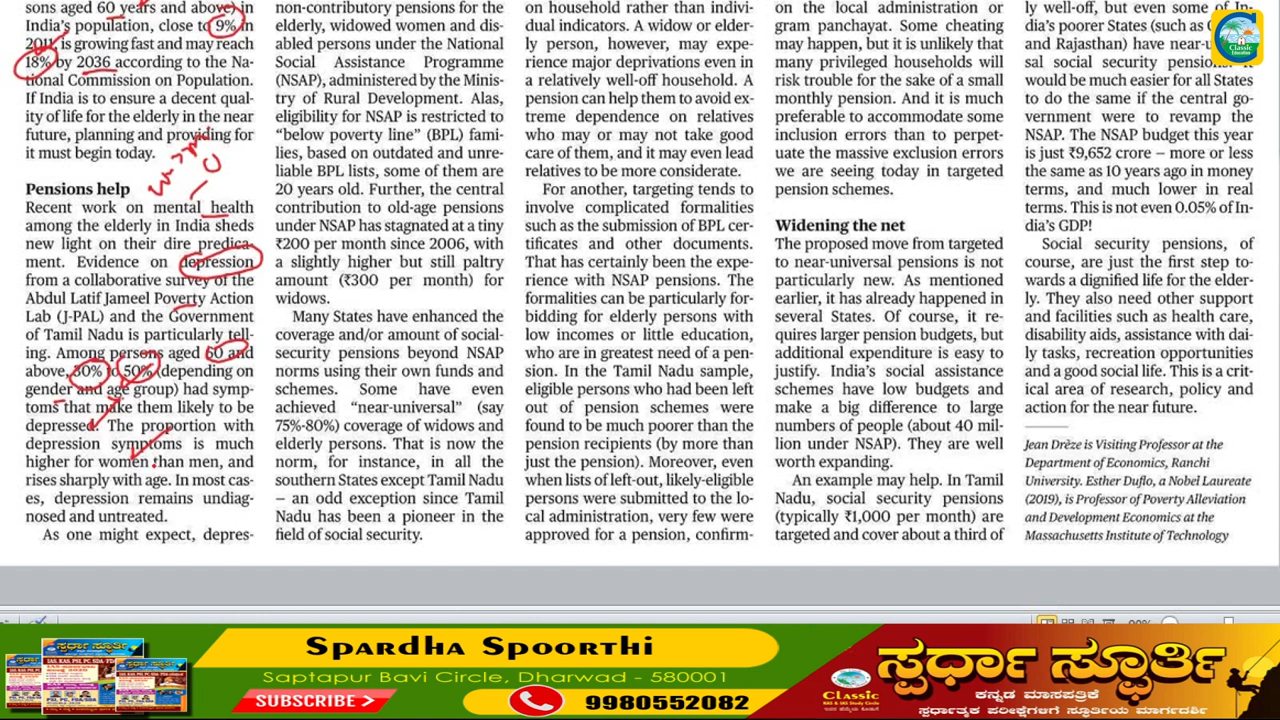 sons aged 60 years and above) in
India's population, close to 9% in
2011, is growing fast and may reach
18% by 2036 according to the Na-
tional Commission on Population.
If India is to ensure a decent qual-
ity of life for the elderly in the near
future, planning and providing for
it must begin today.
Pensions help
Recent work on mental health
among the elderly in India sheds
new light on their dire predica-
ment. Evidence on depression
from a collaborative survey of the
Abdul Latif Jameel Poverty Action
Lab (J-PAL) and the Government
of Tamil Nadu is particularly tell-
ing. Among persons aged 60 and
above, 30% 50% (depending on
gender and age group) had symp-
toms that make them likely to be
depressed. The proportion with
depression symptoms is much
higher for women than men, and
rises sharply with age. In most cas-
es, depression remains undiag-
nosed and untreated.
As one might expect, depres-
non-contributory pensions for the
elderly, widowed women and dis-
abled persons under the National
Social Assistance Programme
(NSAP), administered by the Minis-
try of Rural Development. Alas,
eligibility for NSAP is restricted to
"below poverty line" (BPL) fami-
lies, based on outdated and unre-
liable BPL lists, some of them are
20 years old. Further, the central
contribution to old-age pensions
under NSAP has stagnated at a tiny
₹200 per month since 2006, with
a slightly higher but still paltry
amount (₹300 per month) for
widows.
Many States have enhanced the
coverage and/or amount of social-
security pensions beyond NSAP
norms using their own funds and
schemes. Some have even
achieved "near-universal" (say
75%-80%) coverage of widows and
elderly persons. That is now the
norm, for instance, in all the
southern States except Tamil Nadu
– an odd exception since Tamil
Nadu has been a pioneer in the
field of social security.
on household rather than indivi-
dual indicators. A widow or elder-
ly person, however, may expe-
rience major deprivations even in
a relatively well-off household. A
pension can help them to avoid ex-
treme dependence on relatives
who may or may not take good
care of them, and it may even lead
relatives to be more considerate.
For another, targeting tends to
involve complicated formalities
such as the submission of BPL cer-
tificates and other documents.
That has certainly been the expe-
rience with NSAP pensions. The
formalities can be particularly for-
bidding for elderly persons with
low incomes or little education,
who are in greatest need of a pen-
sion. In the Tamil Nadu sample,
eligible persons who had been left
out of pension schemes were
found to be much poorer than the
pension recipients (by more than
just the pension). Moreover, even
when lists of left-out, likely-eligible
persons were submitted to the lo-
cal administration, very few were
approved for a pension, confirm-
on the local administration or
gram panchayat. Some cheating
may happen, but it is unlikely that
many privileged households will
risk trouble for the sake of a small
monthly pension. And it is much
preferable to accommodate some
inclusion errors than to perpet-
uate the massive exclusion errors
we are seeing today in targeted
pension schemes.
Widening the net
The proposed move from targeted
to near-universal pensions is not
particularly new. As mentioned
earlier, it has already happened in
several States. Of course, it re-
quires larger pension budgets, but
additional expenditure is easy to
justify. India's social assistance
schemes have low budgets and
make a big difference to large
numbers of people (about 40 mil-
lion under NSAP). They are well
worth expanding.
An example may help. In Tamil
Nadu, social security pensions
(typically ₹1,000 per month) are
targeted and cover about a third of
ly well-off, but even some of In-
dia's poorer States (such as
and Rajasthan) have near-
sal social security pensions. It
would be much easier for all States
to do the same if the central go-
vernment were to revamp the
NSAP. The NSAP budget this year
is just ₹9,652 crore – more or less
the same as 10 years ago in money
terms, and much lower in real
terms. This is not even 0.05% of In-
dia's GDP!
Social security pensions, of
course, are just the first step to-
wards a dignified life for the elder-
ly. They also need other support
and facilities such as health care,
disability aids, assistance with dai-
ly tasks, recreation opportunities
and a good social life. This is a crit-
ical area of research, policy and
action for the near future.
Jean Drèze is Visiting Professor at the
Department of Economics, Ranchi
University. Esther Duflo, a Nobel Laureate
(2019), is Professor of Poverty Alleviation
and Development Economics at the
Massachusetts Institute of Technology
Classic
Spardha Spoorthi
Saptapur Bavi Circle, Dharwad - 580001
SUBSCRIBE >
9980552082
Classic
KAS & IAS Study Circle
ಸ್ಪರ್ಧಾ ಸ್ಫೂರ್ತಿ
ಕನ್ನಡ ಮಾಸಪತ್ರಿಕೆ
ಸ್ಪರ್ಧಾತ್ಮಕ ಪರೀಕ್ಷೆಗಳಿಗೆ ಸ್ಫೂರ್ತಿಯ ಮಾರ್ಗದರ್ಶಿ